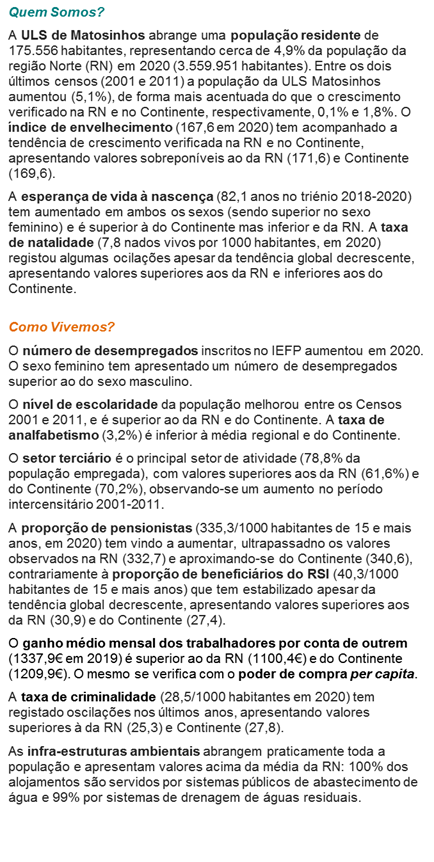 Quem Somos?
A ULS de Matosinhos abrange uma população residente de
175.556 habitantes, representando cerca de 4,9% da população da
região Norte (RN) em 2020 (3.559.951 habitantes). Entre os dois
últimos censos (2001 e 2011) a população da ULS Matosinhos
aumentou (5,1%), de forma mais acentuada do que o crescimento
verificado na RN e no Continente, respectivamente, 0,1% e 1,8%. O
índice de envelhecimento (167,6 em 2020) tem acompanhado a
tendência de crescimento verificada na RN e no Continente,
apresentando valores sobreponíveis ao da RN (171,6) e Continente
(169,6).
A esperança de vida à nascença (82,1 anos no triénio 2018-2020)
tem aumentado em ambos os sexos (sendo superior no sexo
feminino) e é superior à do Continente mas inferior e da RN. A taxa
de natalidade (7,8 nados vivos por 1000 habitantes, em 2020)
registou algumas ocilações apesar da tendência global decrescente,
apresentando valores superiores aos da RN e inferiores aos do
Continente.
Como Vivemos?
O número de desempregados inscritos no IEFP aumentou em 2020.
O sexo feminino tem apresentado um número de desempregados
superior ao do sexo masculino.
O nível de escolaridade da população melhorou entre os Censos
2001 e 2011, e é superior ao da RN e do Continente. A taxa de
analfabetismo (3,2%) é inferior à média regional e do Continente.
O setor terciário é o principal setor de atividade (78,8% da
população empregada), com valores superiores aos da RN (61,6%) e
do Continente (70,2%), observando-se um aumento no período
intercensitário 2001-2011.
A proporção de pensionistas (335,3/1000 habitantes de 15 e mais
anos, em 2020) tem vindo a aumentar, ultrapassadno os valores
observados na RN (332,7) e aproximando-se do Continente (340,6),
contrariamente à proporção de beneficiários do RSI (40,3/1000
habitantes de 15 e mais anos) que tem estabilizado apesar da
tendência global decrescente, apresentando valores superiores aos
da RN (30,9) e do Continente (27,4).
O ganho médio mensal dos trabalhadores por conta de outrem
(1337,9€ em 2019) é superior ao da RN (1100,4€) e do Continente
(1209,9€). O mesmo se verifica com o poder de compra per capita.
A taxa de criminalidade (28,5/1000 habitantes em 2020) tem
registado oscilações nos últimos anos, apresentando valores
superiores à da RN (25,3) e Continente (27,8).
As infra-estruturas ambientais abrangem praticamente toda a
população e apresentam valores acima da média da RN: 100% dos
alojamentos são servidos por sistemas públicos de abastecimento de
água e 99% por sistemas de drenagem de águas residuais.